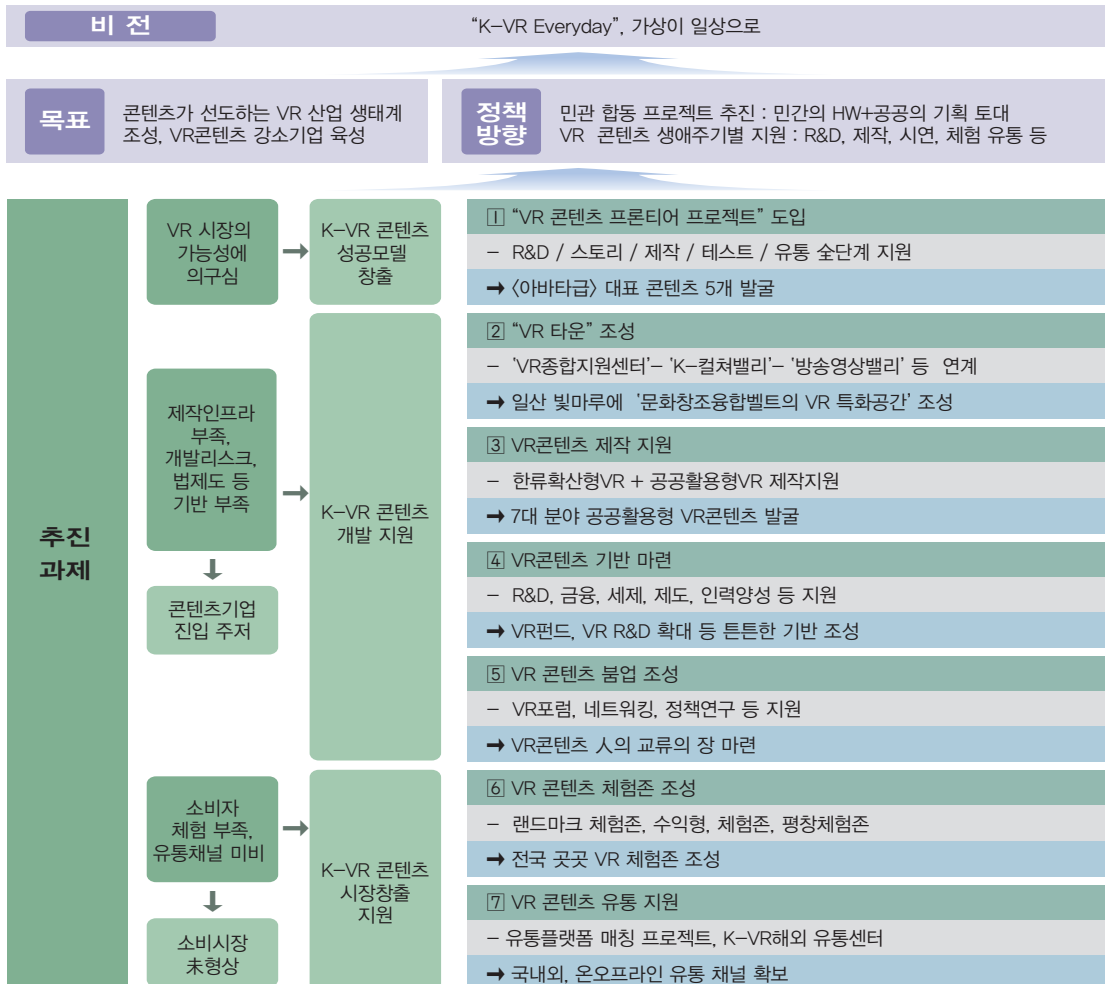 비 전
“K-VR Everyday”, 가상이 일상으로
목표
콘텐츠가 선도하는 VR 산업 생태계
조성, VR콘텐츠 강소기업 육성
정책
방향
민관 합동 프로젝트 추진 : 민간의 HW+공공의 기획 토대
VR 콘텐츠 생애주기별 지원 : R&D, 제작, 시연, 체험 유통 등
추진
과제
VR 시장의
가능성에
의구심
➡
K-VR 콘텐츠
성공모델
창출
1 “VR 콘텐츠 프론티어 프로젝트” 도입
- R&D / 스토리 / 제작 / 테스트 / 유통 全단계 지원
➡ 〈아바타급〉 대표 콘텐츠 5개 발굴
제작인프라
부족,
개발리스크,
법제도 등
기반 부족
⬇
콘텐츠기업
진입 주저
➡
K-VR 콘텐츠
개발 지원
2 “VR 타운” 조성
- ‘VR종합지원센터’- ‘K-컬쳐밸리’- ‘방송영상밸리’ 등 연계
➡ 일산 빛마루에 ‘문화창조융합벨트의 VR 특화공간’ 조성
3 VR콘텐츠 제작 지원
- 한류확산형VR + 공공활용형VR 제작지원
➡ 7대 분야 공공활용형 VR콘텐츠 발굴
4 VR콘텐츠 기반 마련
- R&D, 금융, 세제, 제도, 인력양성 등 지원
➡ VR펀드, VR R&D 확대 등 튼튼한 기반 조성
5 VR 콘텐츠 붐업 조성
- VR포럼, 네트워킹, 정책연구 등 지원
➡ VR콘텐츠 人의 교류의 장 마련
소비자
체험 부족,
유통채널 미비
⬇
소비시장
未형상
➡
K-VR 콘텐츠
시장창출
지원
6 VR 콘텐츠 체험존 조성
- 랜드마크 체험존, 수익형, 체험존, 평창체험존
➡ 전국 곳곳 VR 체험존 조성
7 VR 콘텐츠 유통 지원
- 유통플랫폼 매칭 프로젝트, K-VR해외 유통센터
➡ 국내외, 온오프라인 유통 채널 확보